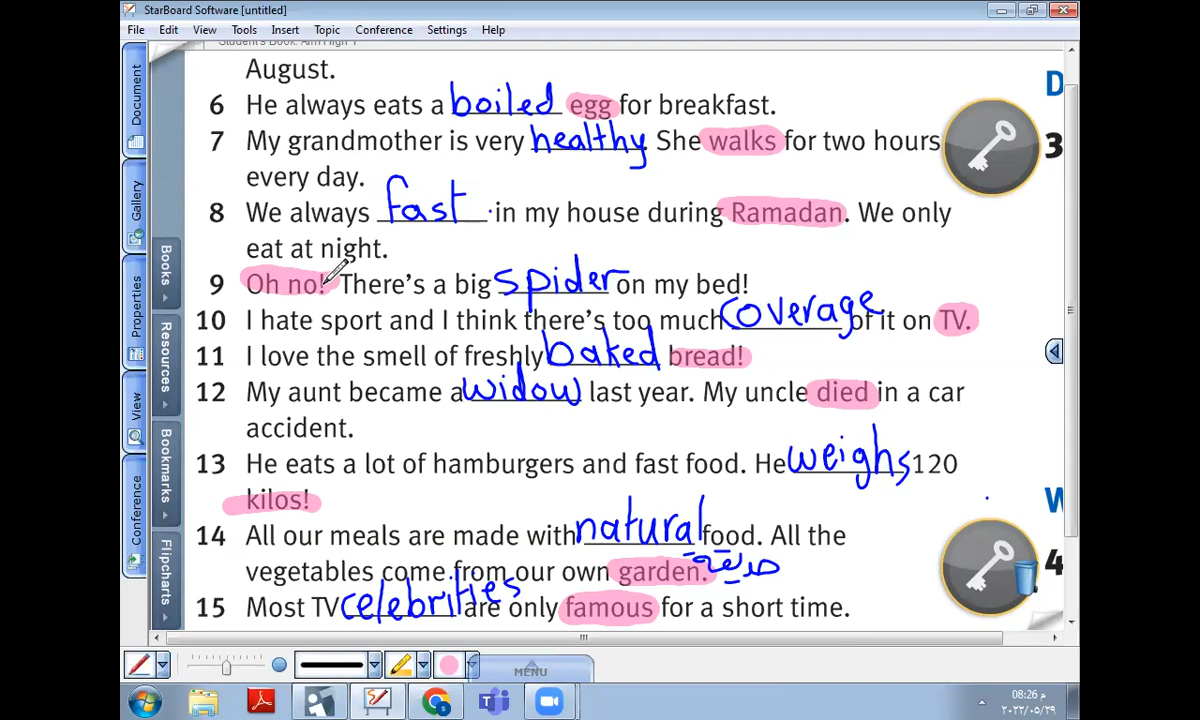 StarBoard Software [untitled]
File Edit View Tools Insert Topic Conference Settings Help
August.
6 He always eats a boiled egg for breakfast.
7 My grandmother is very healthy. She walks for two hours
every day.
8 We always fast in my house during Ramadan. We only
eat at night.
9 Oh no! There's a big spider on my bed!
10 I hate sport and I think there's too much coverage of it on TV.
11 I love the smell of freshly baked bread!
12 My aunt became a widow last year. My uncle died in a car
accident.
13 He eats a lot of hamburgers and fast food. He weighs 120
kilos!
14 All our meals are made with natural food. All the
vegetables come from our own garden. حديقة
15 Most TV celebrities are only famous for a short time.
D
3
W
4
Document
Gallery
Properties
View
Conference
Books
Resources
Bookmarks
Flipcharts
MENU
08:26 م
٢٠٢٢/٠٥/٢٩